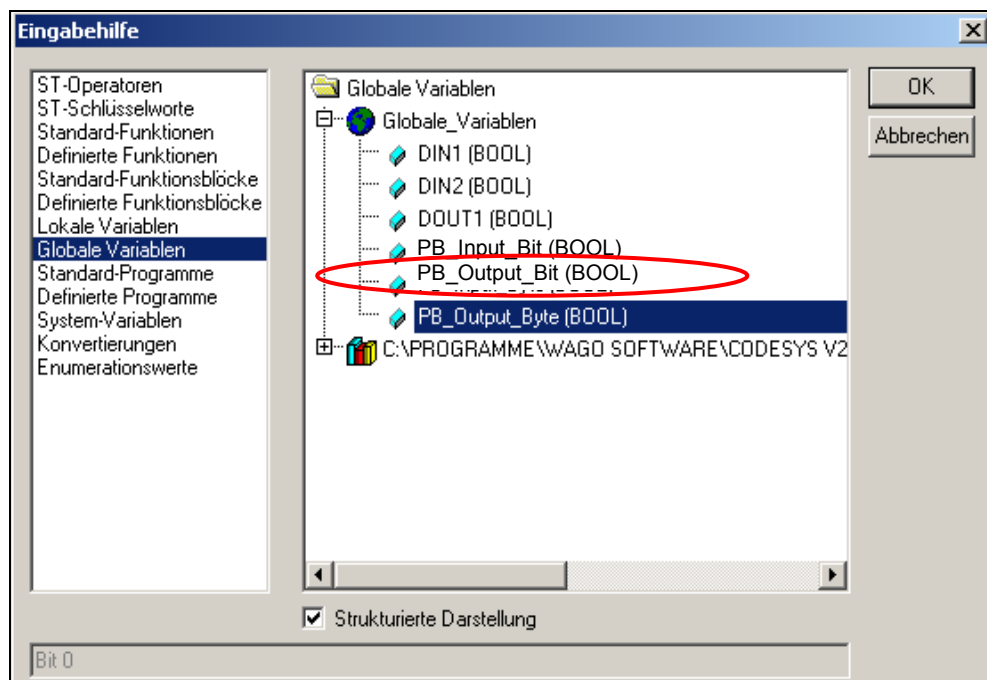 Eingabehilfe
ST-Operatoren
ST-Schlüsselworte
Standard-Funktionen
Definierte Funktionen
Standard-Funktionsblöcke
Definierte Funktionsblöcke
Lokale Variablen
Globale Variablen
Standard-Programme
Definierte Programme
System-Variablen
Konvertierungen
Enumerationswerte
Globale Variablen
Globale_Variablen
DIN1 (BOOL)
DIN2 (BOOL)
DOUT1 (BOOL)
PB_Input_Bit (BOOL)
PB_Output_Bit (BOOL)
PB_Output_Byte (BOOL)
C:\PROGRAMME\WAGO SOFTWARE\CODESYS V2
OK
Abbrechen
Strukturierte Darstellung
Bit 0